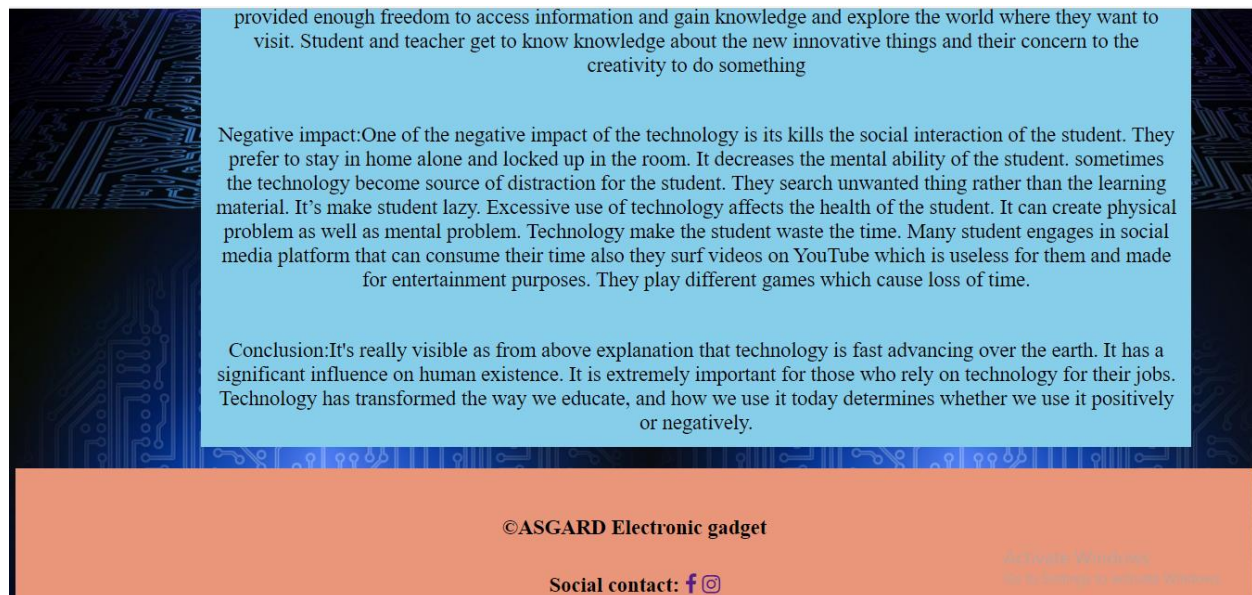 provided enough freedom to access information and gain knowledge and explore the world where they want to
visit. Student and teacher get to know knowledge about the new innovative things and their concern to the
creativity to do something
Negative impact:One of the negative impact of the technology is its kills the social interaction of the student. They
prefer to stay in home alone and locked up in the room. It decreases the mental ability of the student. sometimes
the technology become source of distraction for the student. They search unwanted thing rather than the learning
material. It’s make student lazy. Excessive use of technology affects the health of the student. It can create physical
problem as well as mental problem. Technology make the student waste the time. Many student engages in social
media platform that can consume their time also they surf videos on YouTube which is useless for them and made
for entertainment purposes. They play different games which cause loss of time.
Conclusion:It's really visible as from above explanation that technology is fast advancing over the earth. It has a
significant influence on human existence. It is extremely important for those who rely on technology for their jobs.
Technology has transformed the way we educate, and how we use it today determines whether we use it positively
or negatively.
©ASGARD Electronic gadget
Social contact:
Activate Windows
Go to Settings to activate Windows.